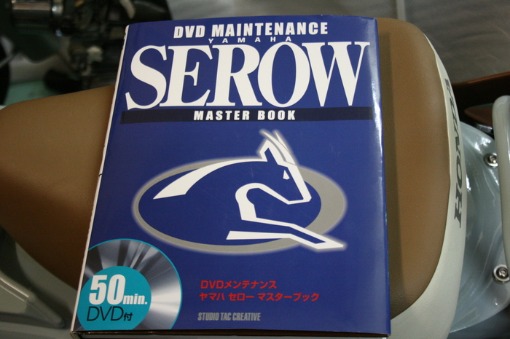 DVD MAINTENANCE
YAMAHA
SEROW
MASTER BOOK
50min.
DVD付
DVDメンテナンス
ヤマハ セロー マスターブック
STUDIO TAC CREATIVE